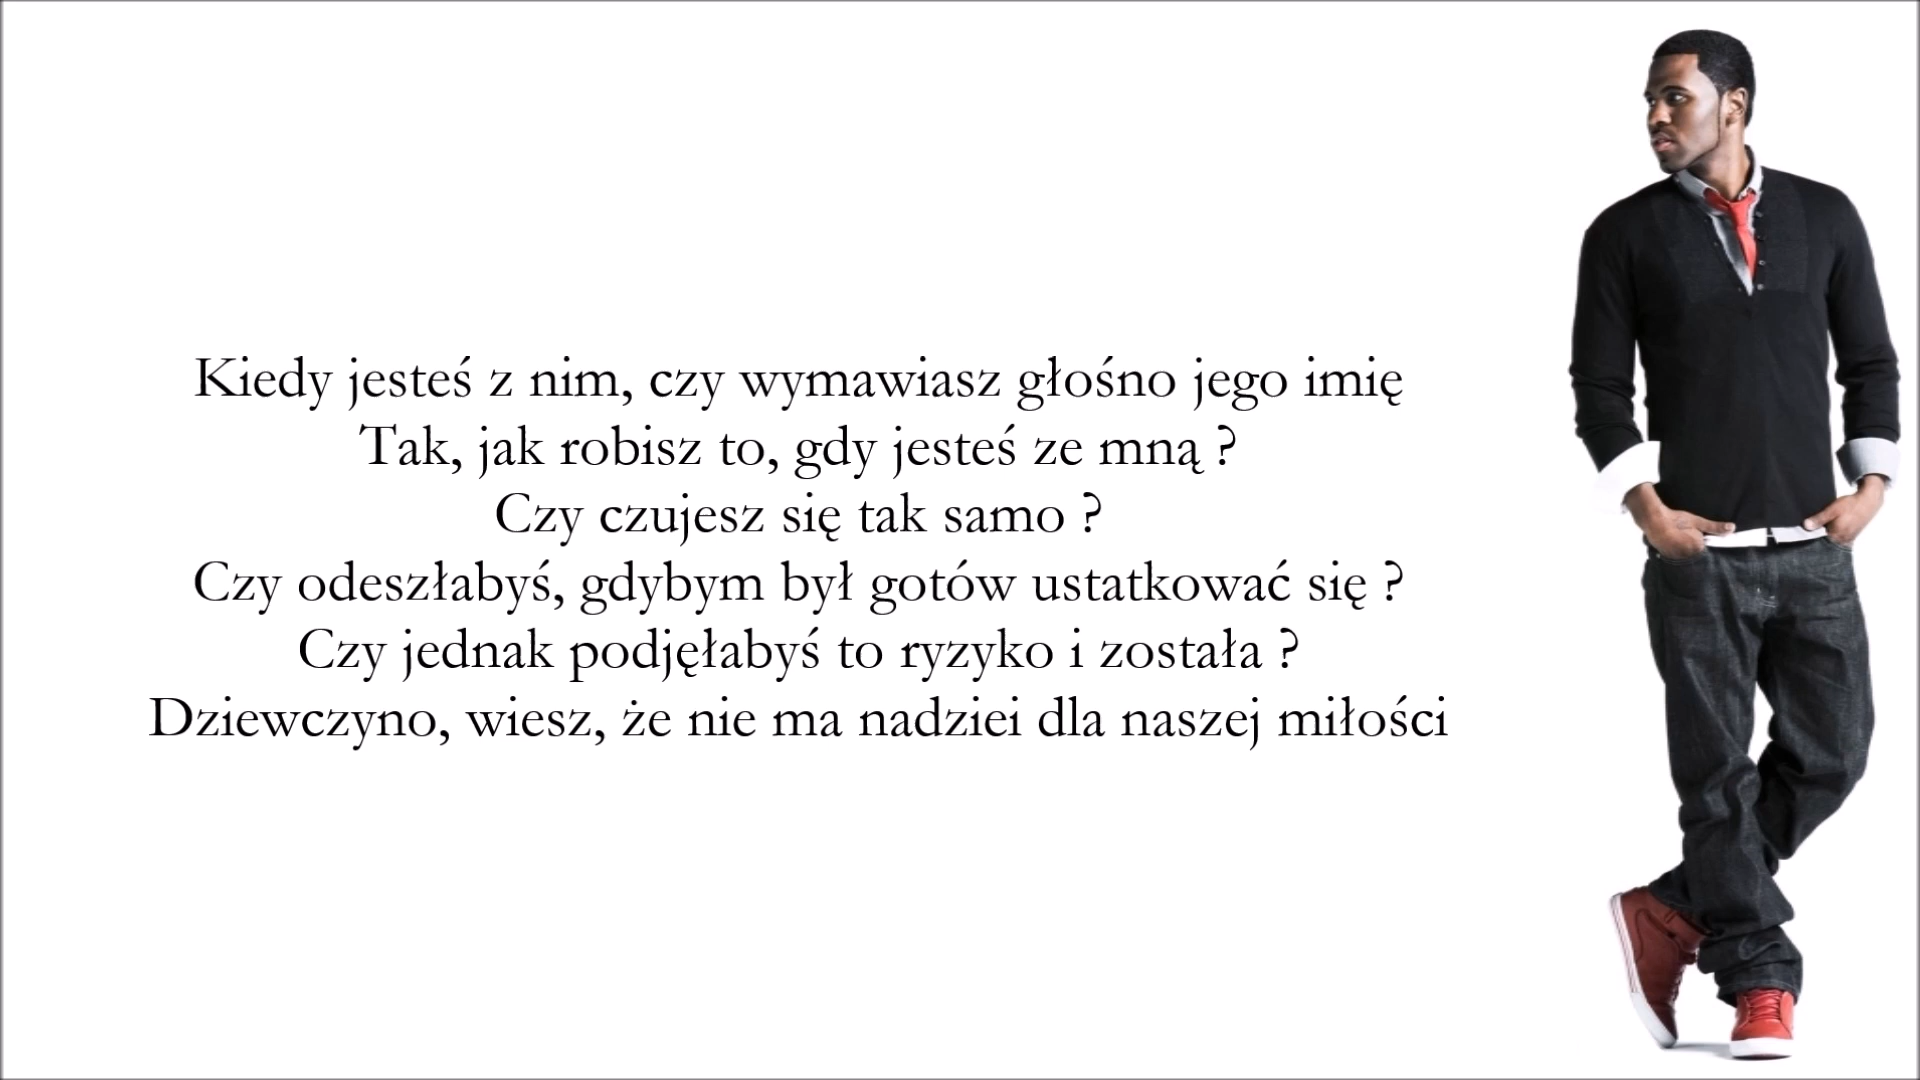 Kiedy jesteś z nim, czy wymawiasz głośno jego imię
Tak, jak robisz to, gdy jesteś ze mną ?
Czy czujesz się tak samo ?
Czy odeszłabyś, gdybym był gotów ustatkować się ?
Czy jednak podjęłabyś to ryzyko i została ?
Dziewczyno, wiesz, że nie ma nadziei dla naszej miłości